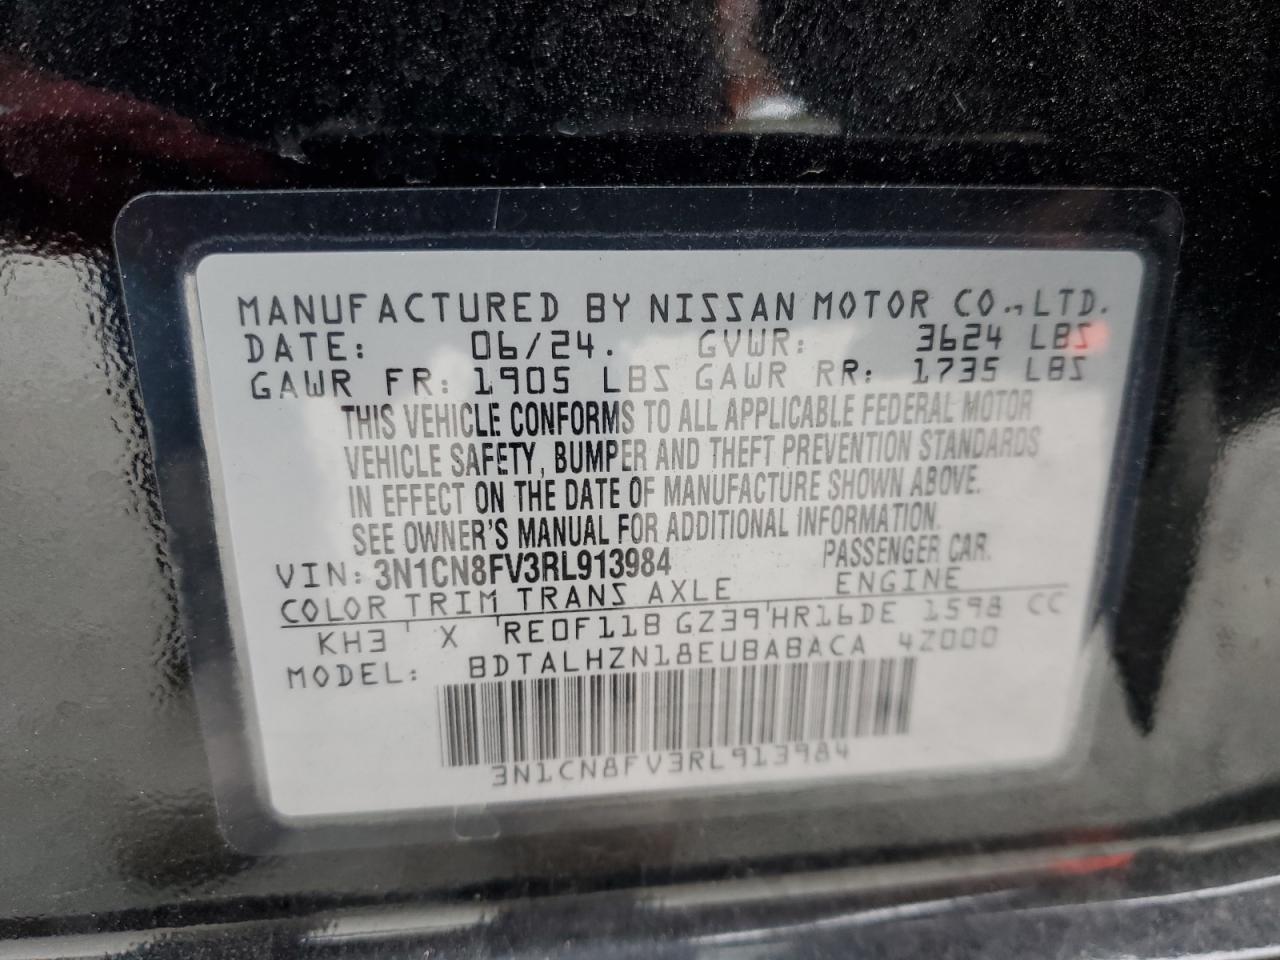 MANUFACTURED BY NISSAN MOTOR CO., LTD.
DATE: 06/24. GVWR: 3624 LBS
GAWR FR: 1905 LBS GAWR RR: 1735 LBS
THIS VEHICLE CONFORMS TO ALL APPLICABLE FEDERAL MOTOR
VEHICLE SAFETY, BUMPER AND THEFT PREVENTION STANDARDS
IN EFFECT ON THE DATE OF MANUFACTURE SHOWN ABOVE.
SEE OWNER'S MANUAL FOR ADDITIONAL INFORMATION.
VIN: 3N1CN8FV3RL913984 PASSENGER CAR.
COLOR TRIM TRANS AXLE ENGINE
KH3 X RE0F11B GZ39 HR16DE 1598 CC
MODEL: BDTALHZN18EUBABACA 4Z000
3N1CN8FV3RL913984